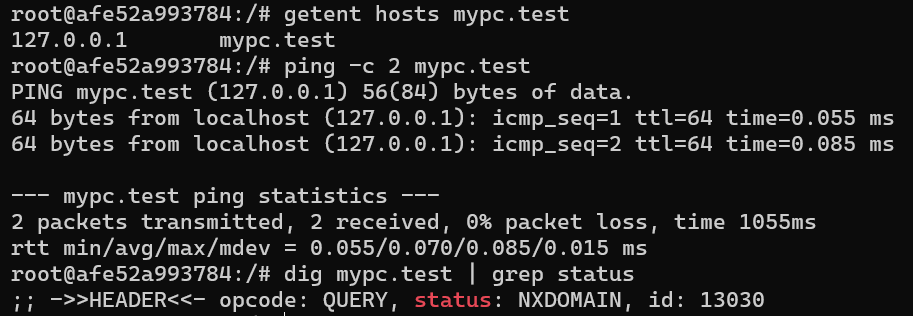 root@afe52a993784:/# getent hosts mypc.test
127.0.0.1       mypc.test
root@afe52a993784:/# ping -c 2 mypc.test
PING mypc.test (127.0.0.1) 56(84) bytes of data.
64 bytes from localhost (127.0.0.1): icmp_seq=1 ttl=64 time=0.055 ms
64 bytes from localhost (127.0.0.1): icmp_seq=2 ttl=64 time=0.085 ms

--- mypc.test ping statistics ---
2 packets transmitted, 2 received, 0% packet loss, time 1055ms
rtt min/avg/max/mdev = 0.055/0.070/0.085/0.015 ms
root@afe52a993784:/# dig mypc.test | grep status
;; ->>HEADER<<- opcode: QUERY, status: NXDOMAIN, id: 13030